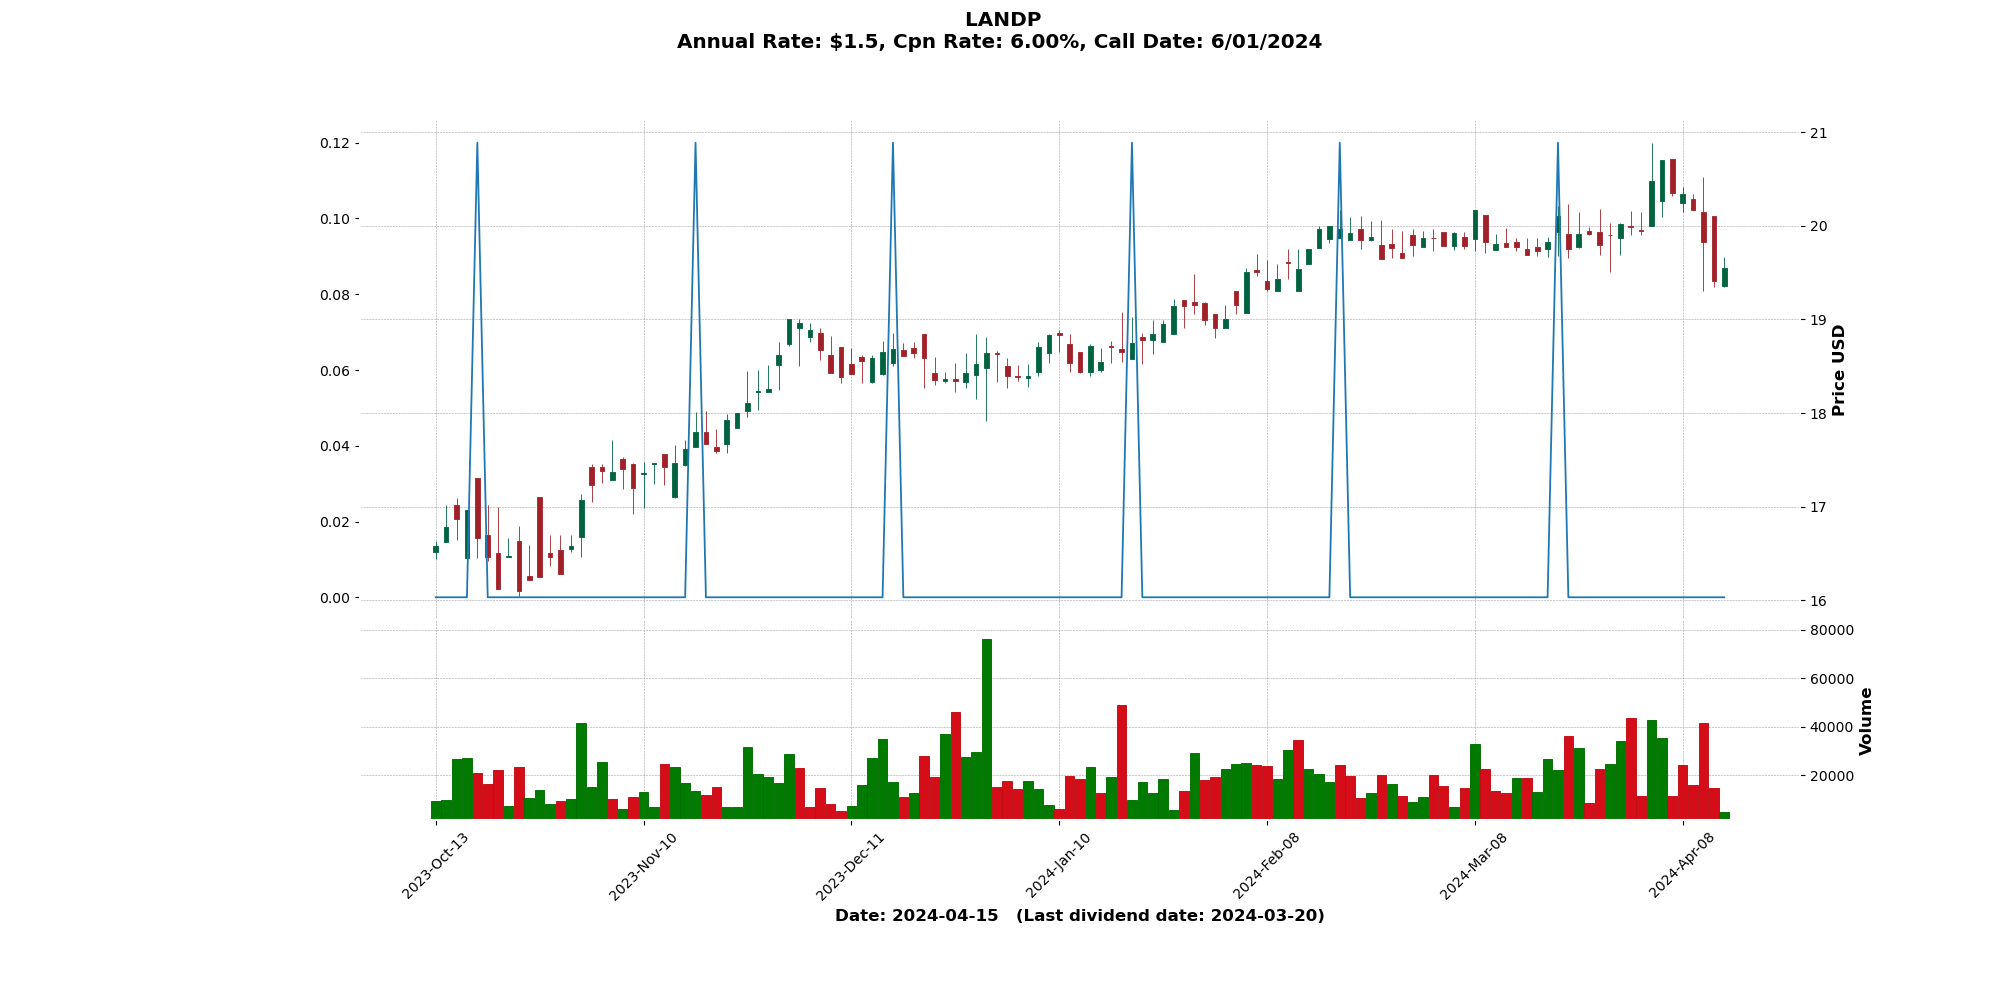 LANDP
Annual Rate: $1.5, Cpn Rate: 6.00%, Call Date: 6/01/2024
0.12
0.10
0.08
0.06
0.04
0.02
0.00
21
20
19
18
17
16
Price USD
80000
60000
40000
20000
Volume
2023-Oct-13
2023-Nov-10
2023-Dec-11
2024-Jan-10
2024-Feb-08
2024-Mar-08
2024-Apr-08
Date: 2024-04-15   (Last dividend date: 2024-03-20)